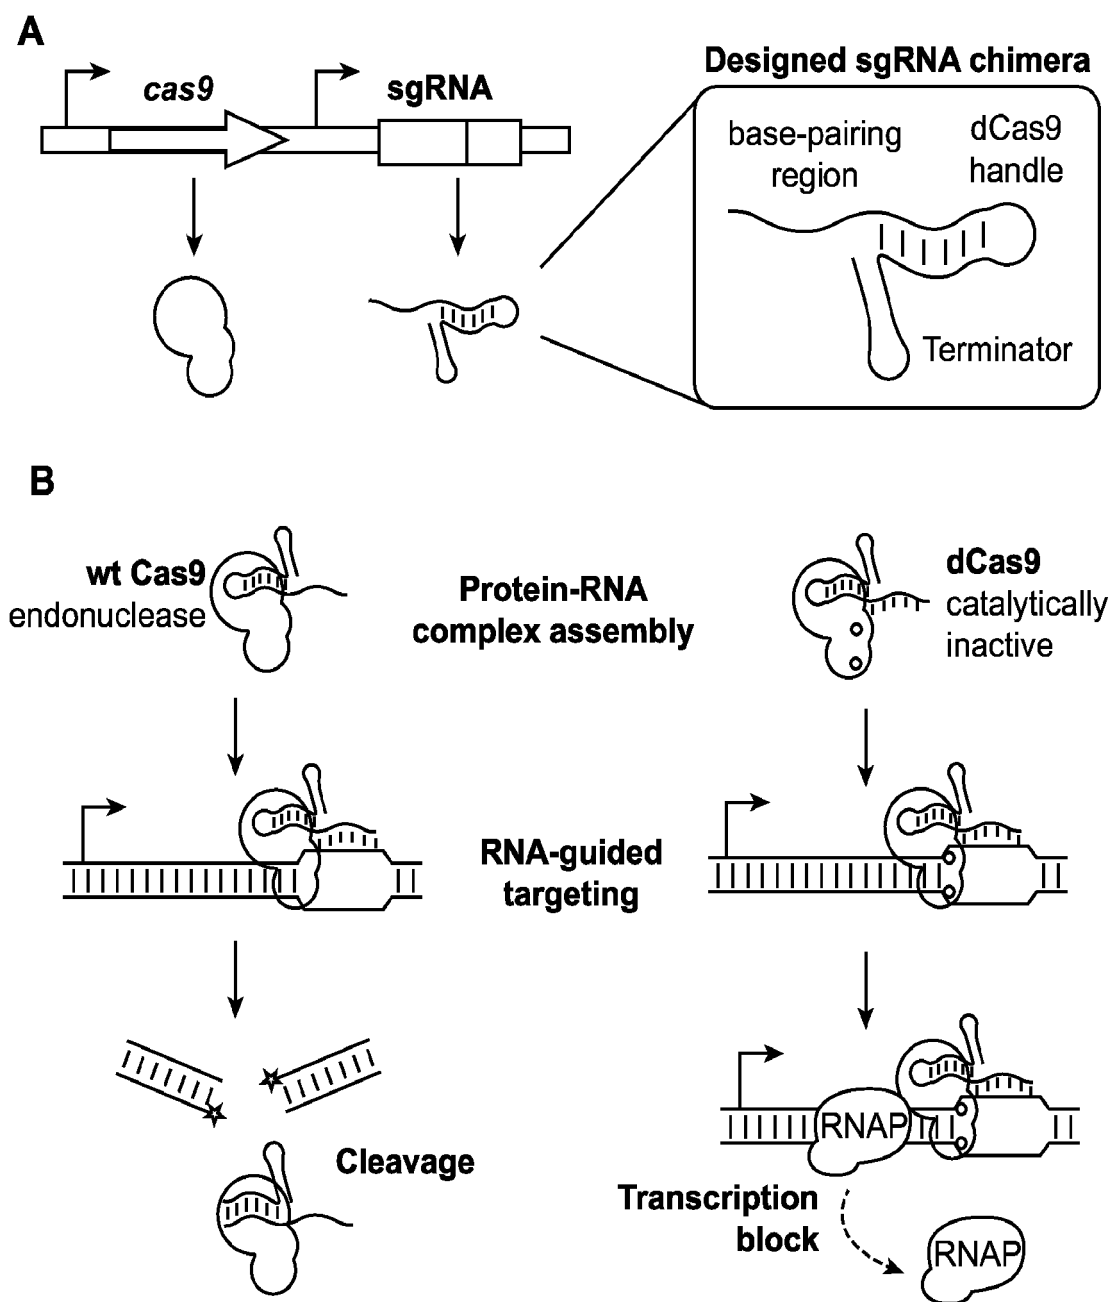 A
cas9
sgRNA
Designed sgRNA chimera
base-pairing
region
dCas9
handle
Terminator
B
wt Cas9
endonuclease
Protein-RNA
complex assembly
dCas9
catalytically
inactive
RNA-guided
targeting
Cleavage
RNAP
Transcription
block
RNAP